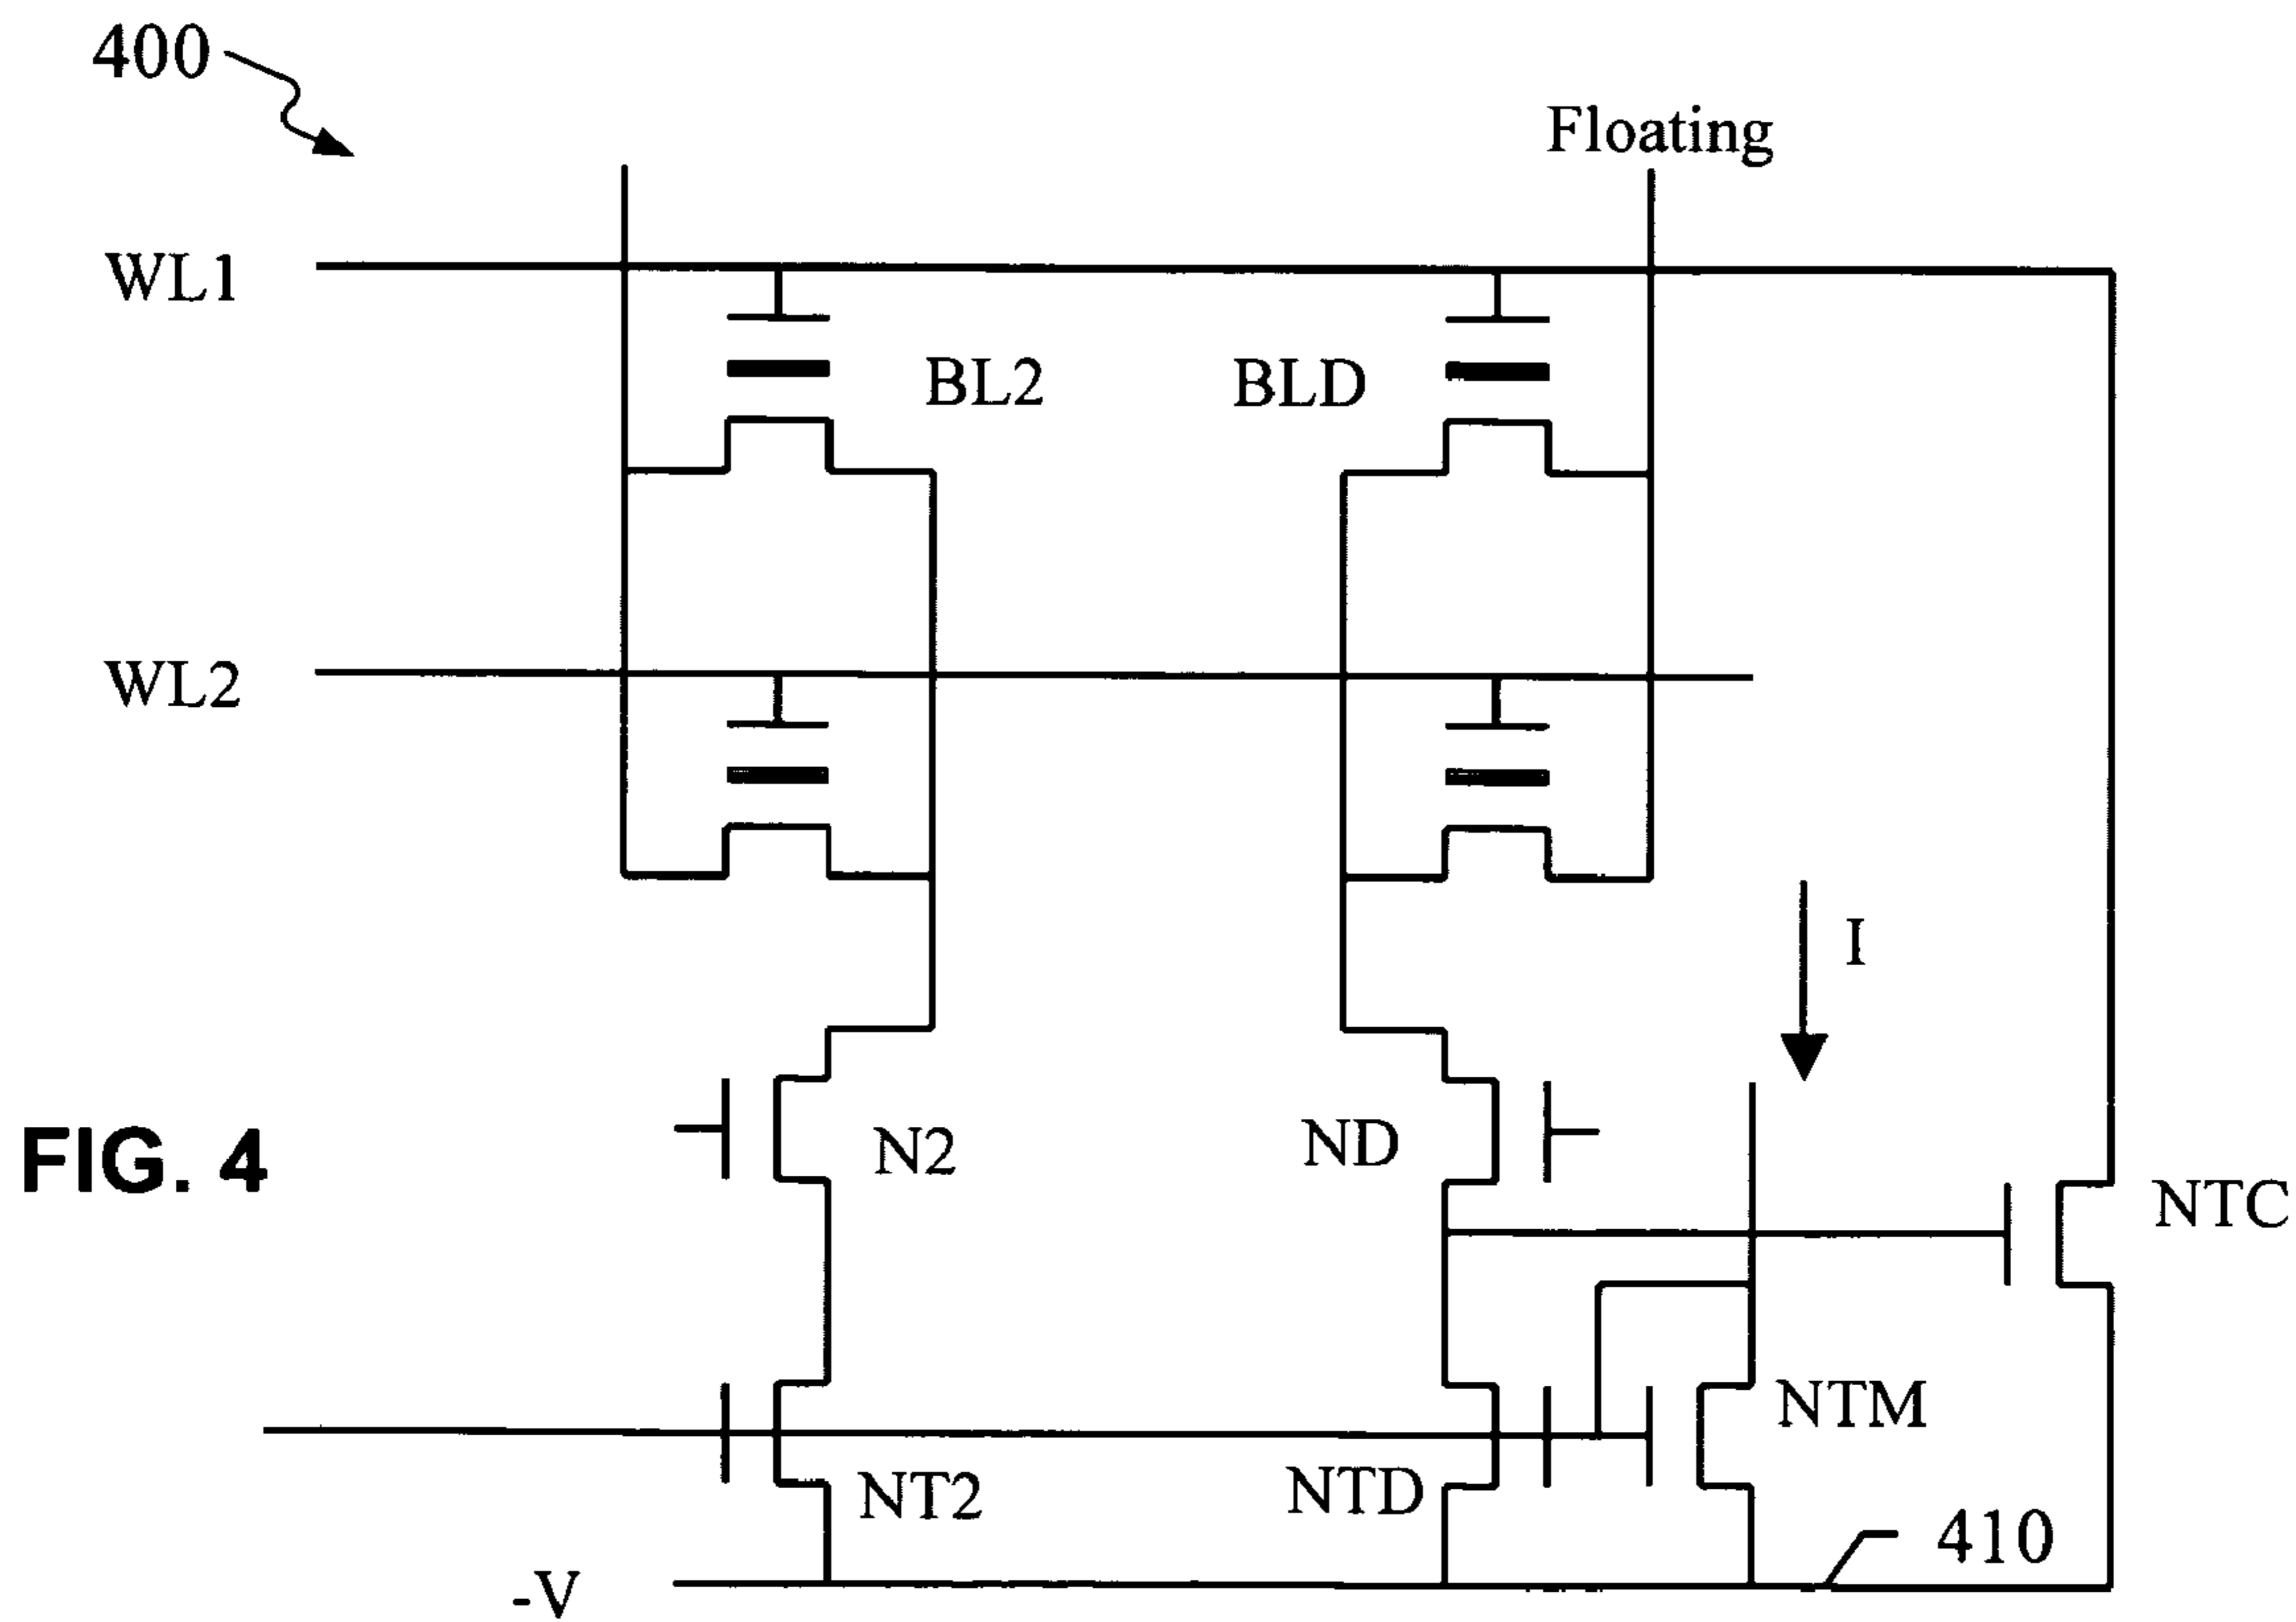 400
Floating
WL1
BL2
BLD
WL2
I
FIG. 4
N2
ND
NTC
NTM
NT2
NTD
410
-V